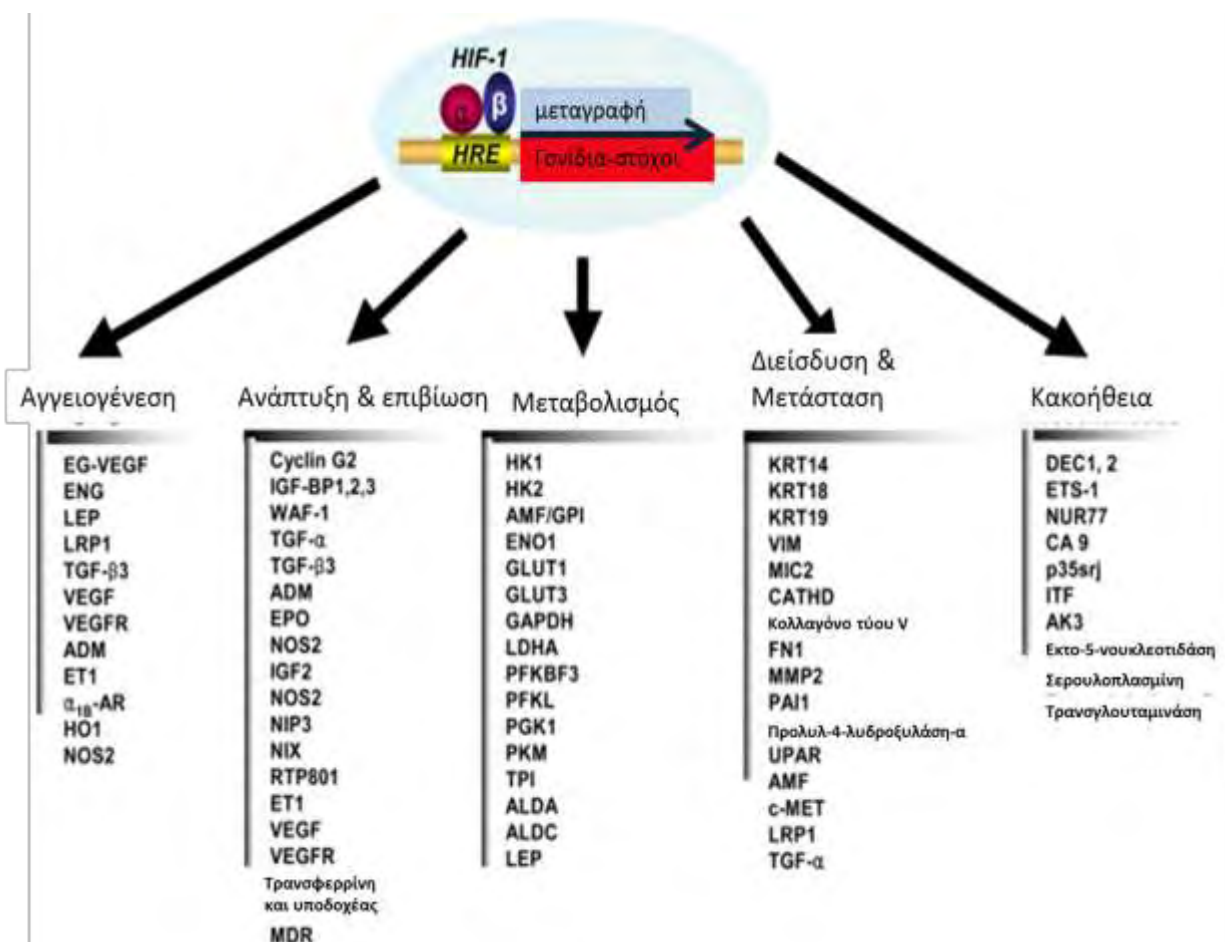 HIF-1
α β
μεταγραφή
HRE
Γονίδια-στόχοι
Αγγειογένεση
EG-VEGF
ENG
LEP
LRP1
TGF-β3
VEGF
VEGFR
ADM
ET1
α1B-AR
HO1
NOS2
Ανάπτυξη & επιβίωση
Cyclin G2
IGF-BP1,2,3
WAF-1
TGF-α
TGF-β3
ADM
EPO
NOS2
IGF2
NOS2
NIP3
NIX
RTP801
ET1
VEGF
VEGFR
Τρανσφερρίνη
και υποδοχέας
MDR
Μεταβολισμός
HK1
HK2
AMF/GPI
ENO1
GLUT1
GLUT3
GAPDH
LDHA
PFKBF3
PFKL
PGK1
PKM
TPI
ALDA
ALDC
LEP
Διείσδυση &
Μετάσταση
KRT14
KRT18
KRT19
VIM
MIC2
CATHD
Κολλαγόνο τύου V
FN1
MMP2
PAI1
Προλυλ-4-λυδροξυλάση-α
UPAR
AMF
c-MET
LRP1
TGF-α
Κακοήθεια
DEC1, 2
ETS-1
NUR77
CA 9
p35srj
ITF
AK3
Εκτο-5-νουκλεοτιδάση
Σερουλοπλασμίνη
Τρανσγλουταμινάση